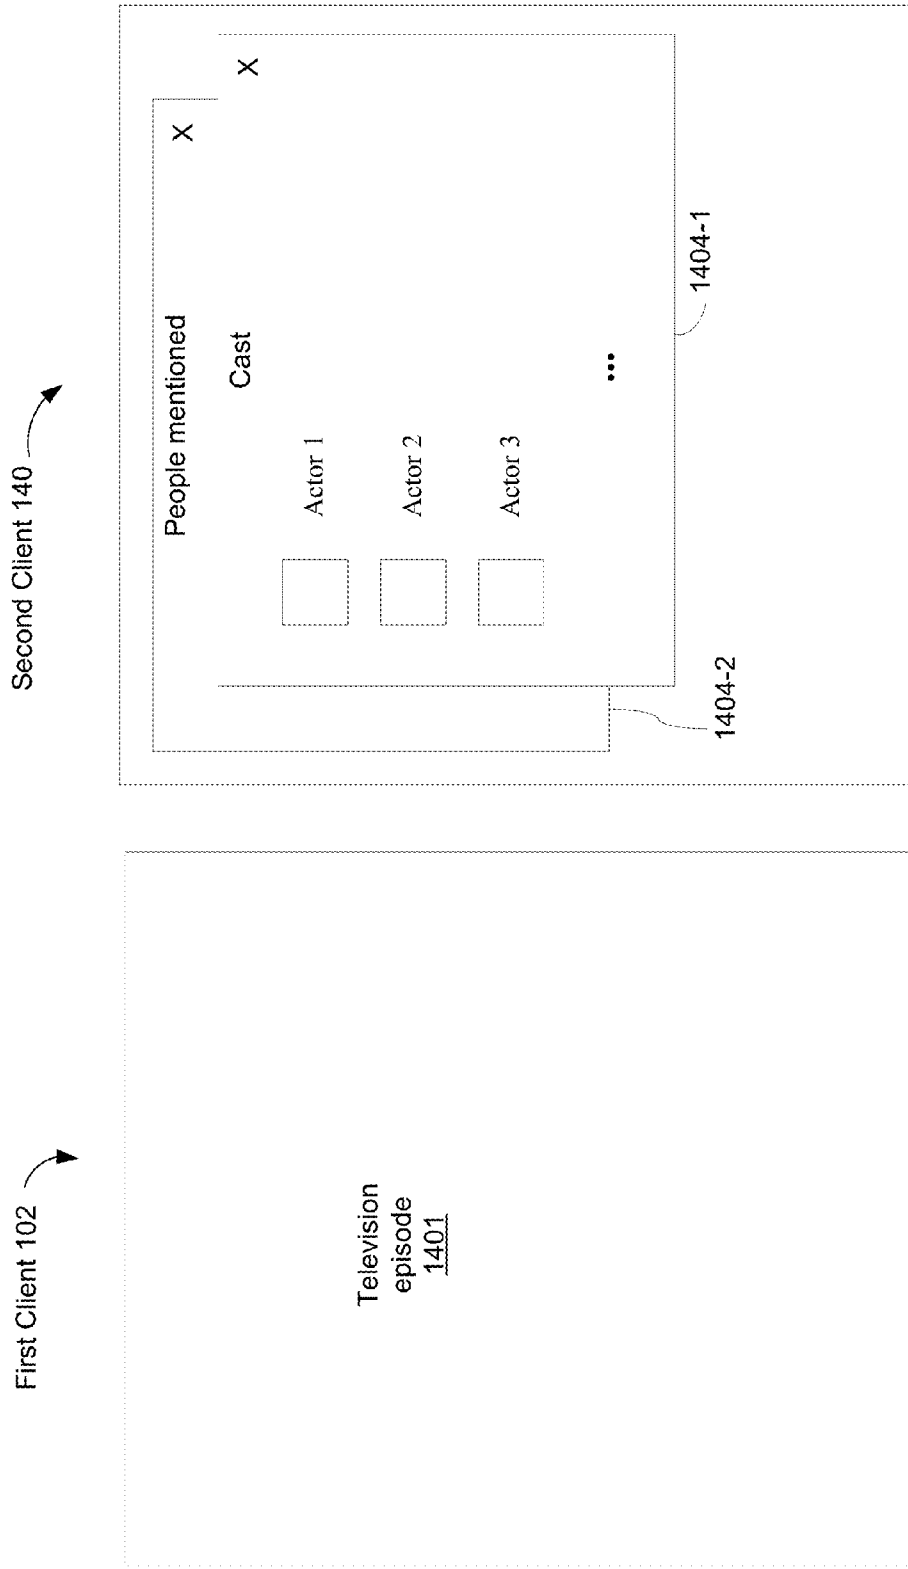 First Client 102
Second Client 140
Television
episode
1401
People mentioned
X
Cast
X
Actor 1
Actor 2
Actor 3
...
1404-1
1404-2